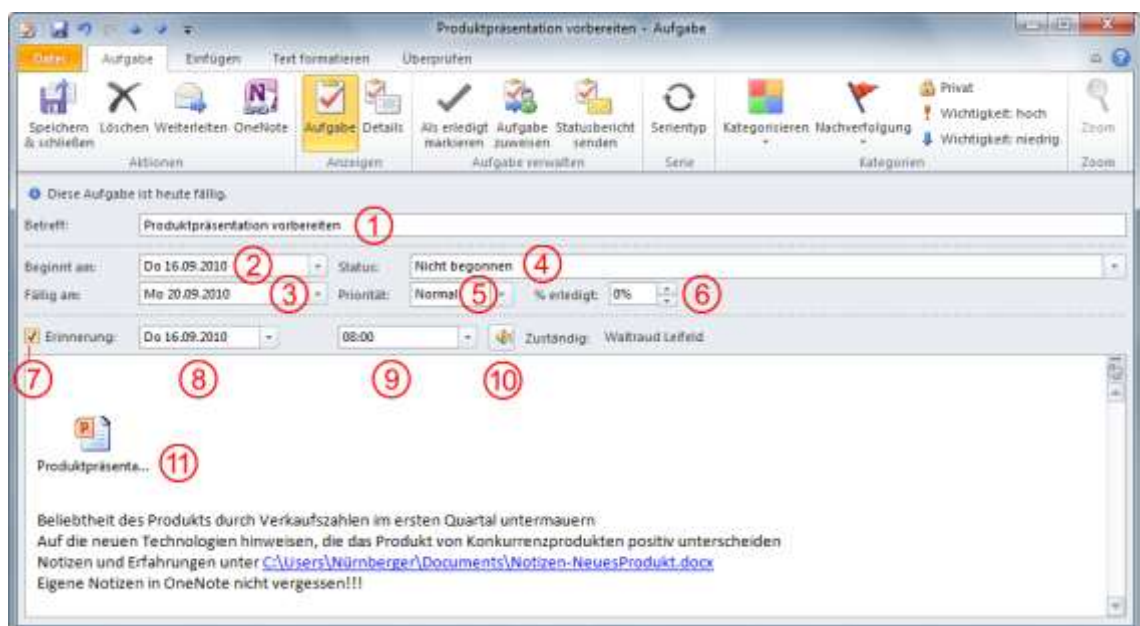 Produktpräsentation vorbereiten - Aufgabe
Datei Aufgabe Einfügen Text formatieren Überprüfen
Speichern & schließen Löschen Weiterleiten OneNote Aufgabe Details Als erledigt markieren Aufgabe zuweisen Statusbericht senden Serientyp Kategorisieren Nachverfolgung Privat Zoom
Wichtigkeit: hoch
Wichtigkeit: niedrig
Aktionen Anzeigen Aufgabe verwalten Serie Kategorien Zoom
Diese Aufgabe ist heute fällig.
Betreff: Produktpräsentation vorbereiten 1
Beginnt am: Do 16.09.2010 2 Status: Nicht begonnen 4
Fällig am: Mo 20.09.2010 3 Priorität: Normal 5 % erledigt: 0% 6
Erinnerung: Do 16.09.2010 08:00 Zuständig: Waltraud Leifeld
7 8 9 10
Produktpräsenta... 11
Beliebtheit des Produkts durch Verkaufszahlen im ersten Quartal untermauern
Auf die neuen Technologien hinweisen, die das Produkt von Konkurrenzprodukten positiv unterscheiden
Notizen und Erfahrungen unter C:\Users\Nürnberger\Documents\Notizen-NeuesProdukt.docx
Eigene Notizen in OneNote nicht vergessen!!!